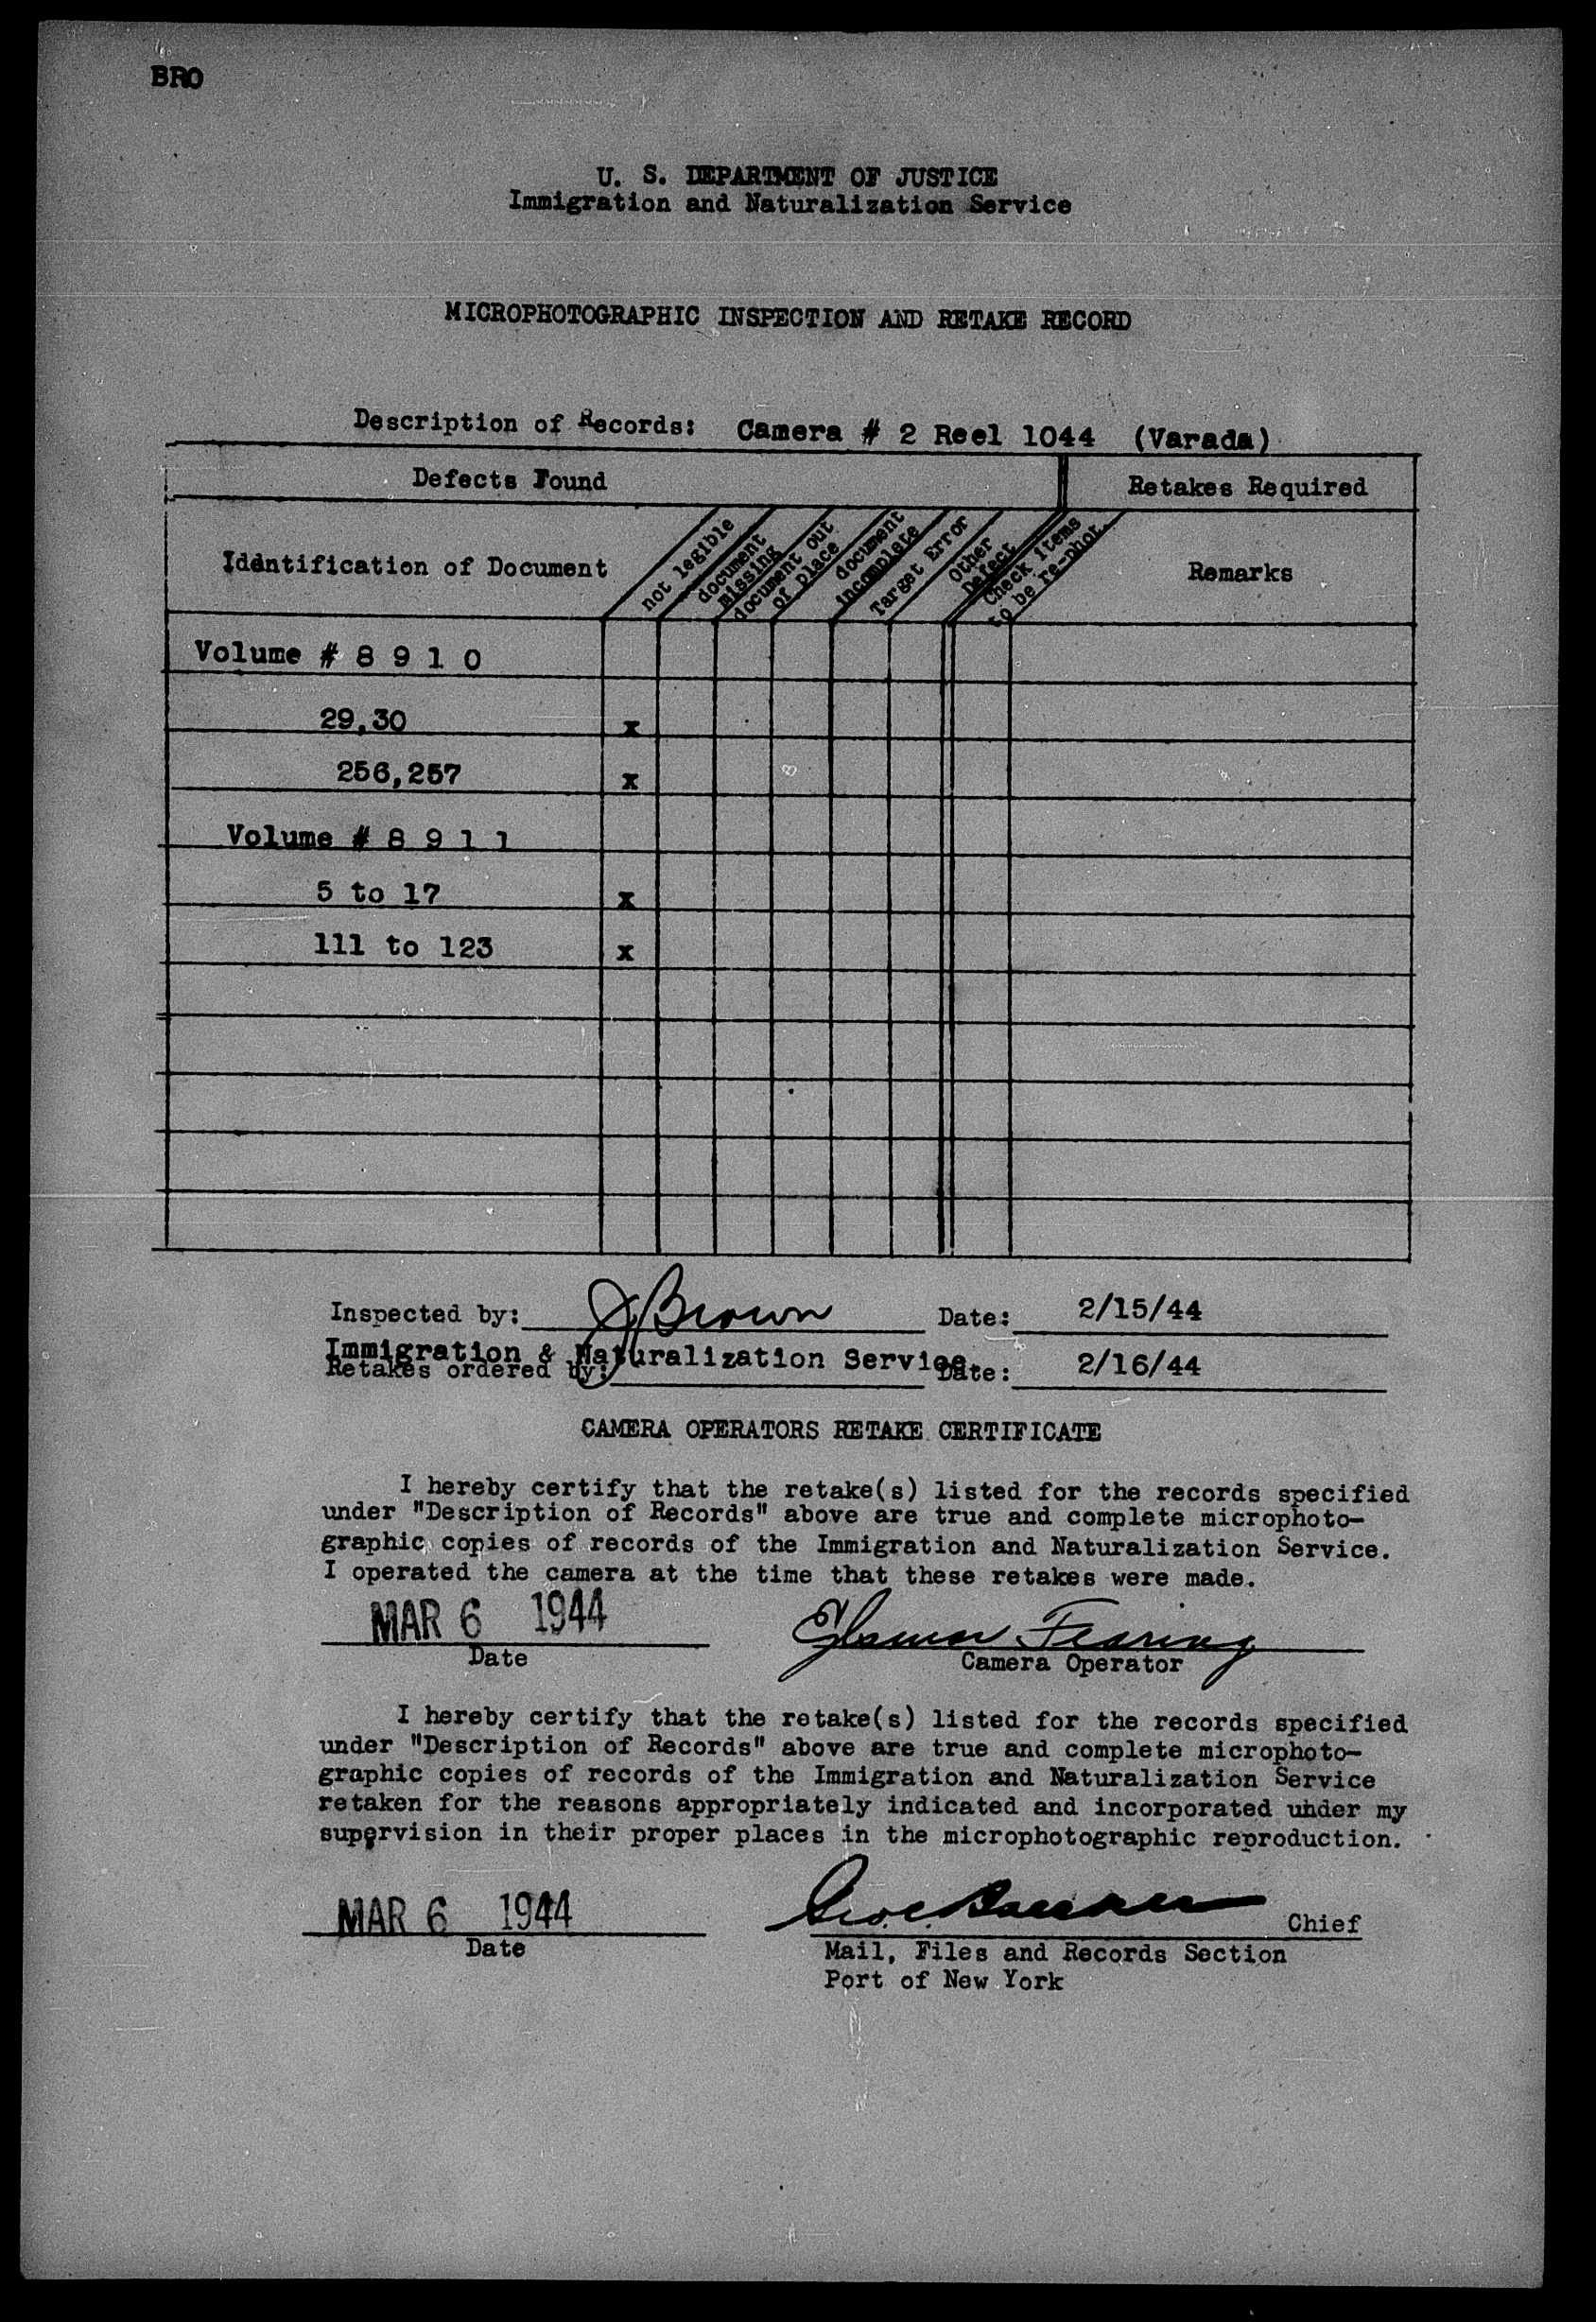 BRO
U. S. DEPARTMENT OF JUSTICE
Immigration and Naturalization Service
MICROPHOTOGRAPHIC INSPECTION AND RETAKE RECORD
Description of Records: Camera # 2 Reel 1044 (Varada)
Defects Found
Retakes Required
Identification of Document
not legible
document
missing
document out
of place
document
incomplete
Target Error
Other
Defect
Check items
to be re-phot.
Remarks
Volume # 8 9 1 0
29,30 x
256,257 x
Volume # 8 9 1 1
5 to 17 x
111 to 123 x
Inspected by: J Brown Date: 2/15/44
Immigration & Naturalization Service.
Retakes ordered by: Date: 2/16/44
CAMERA OPERATORS RETAKE CERTIFICATE
I hereby certify that the retake(s) listed for the records specified
under "Description of Records" above are true and complete microphoto-
graphic copies of records of the Immigration and Naturalization Service.
I operated the camera at the time that these retakes were made.
MAR 6 1944
Fearing
Date
Camera Operator
I hereby certify that the retake(s) listed for the records specified
under "Description of Records" above are true and complete microphoto-
graphic copies of records of the Immigration and Naturalization Service
retaken for the reasons appropriately indicated and incorporated under my
supervision in their proper places in the microphotographic reproduction.
MAR 6 1944
Chief
Date
Mail, Files and Records Section
Port of New York